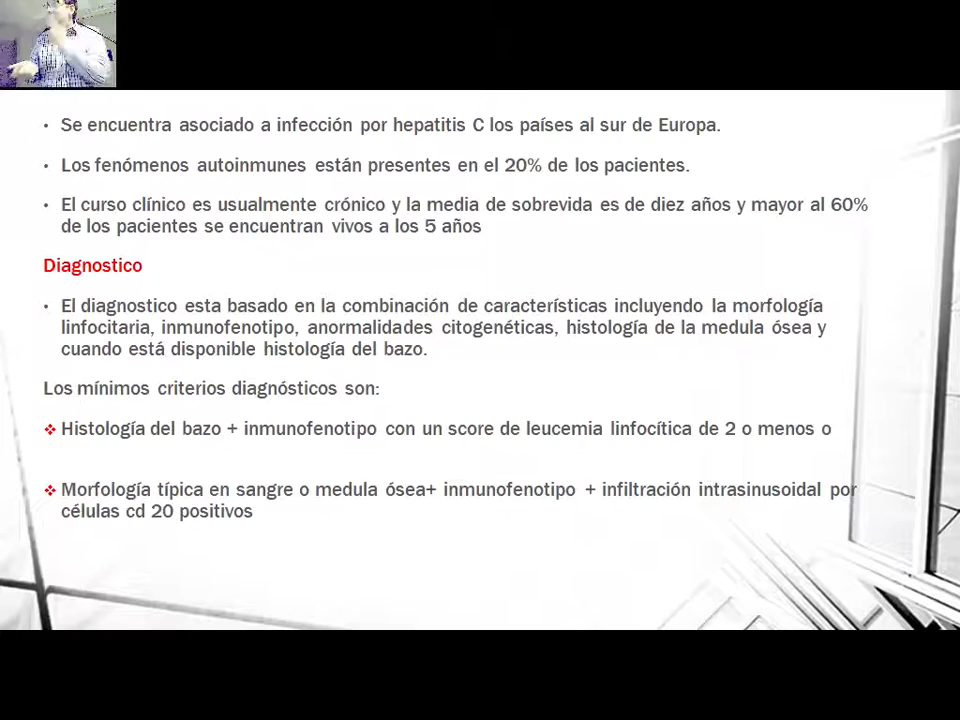 • Se encuentra asociado a infección por hepatitis C los países al sur de Europa.
• Los fenómenos autoinmunes están presentes en el 20% de los pacientes.
• El curso clínico es usualmente crónico y la media de sobrevida es de diez años y mayor al 60%
de los pacientes se encuentran vivos a los 5 años
Diagnostico
• El diagnostico esta basado en la combinación de características incluyendo la morfología
linfocitaria, inmunofenotipo, anormalidades citogenéticas, histología de la medula ósea y
cuando está disponible histología del bazo.
Los mínimos criterios diagnósticos son:
❖ Histología del bazo + inmunofenotipo con un score de leucemia linfocítica de 2 o menos o
❖ Morfología típica en sangre o medula ósea+ inmunofenotipo + infiltración intrasinusoidal por
células cd 20 positivos